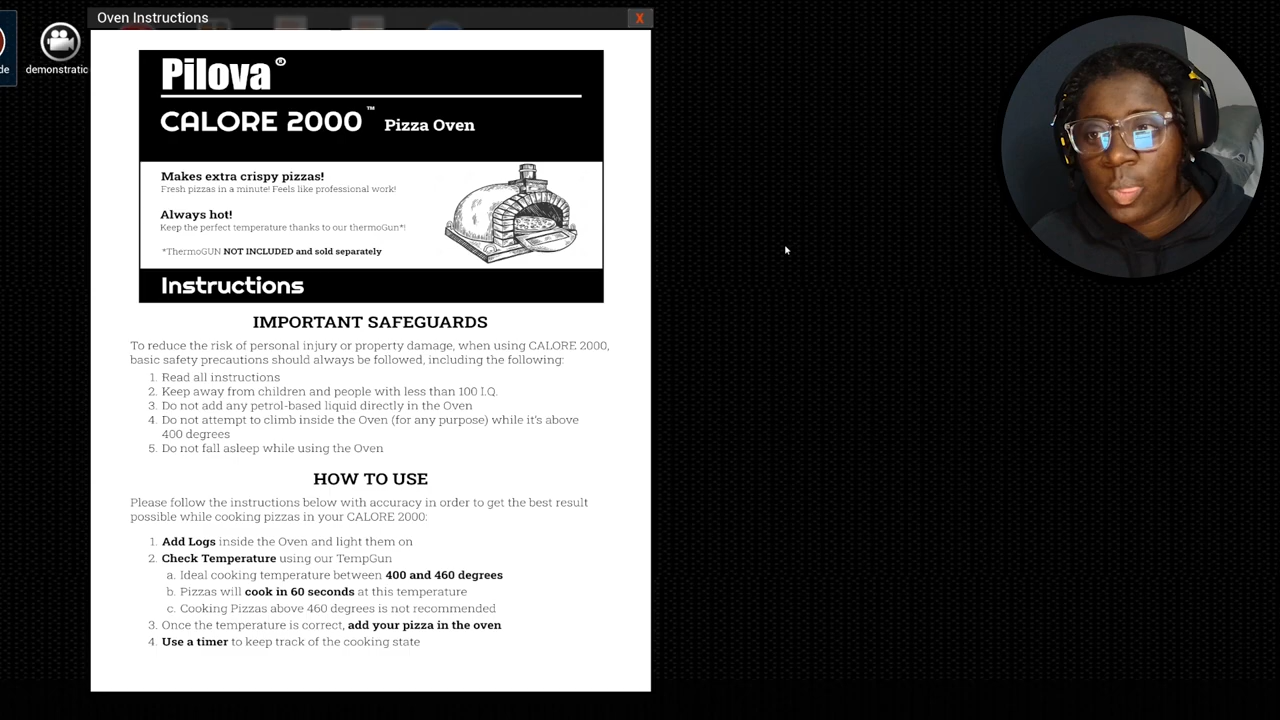 Oven Instructions
X
de
demonstratic
Pilova®
CALORE 2000™ Pizza Oven
Makes extra crispy pizzas!
Fresh pizzas in a minute! Feels like professional work!
Always hot!
Keep the perfect temperature thanks to our thermoGun*!
*ThermoGUN NOT INCLUDED and sold separately
Instructions
IMPORTANT SAFEGUARDS
To reduce the risk of personal injury or property damage, when using CALORE 2000,
basic safety precautions should always be followed, including the following:
1. Read all instructions
2. Keep away from children and people with less than 100 I.Q.
3. Do not add any petrol-based liquid directly in the Oven
4. Do not attempt to climb inside the Oven (for any purpose) while it's above
400 degrees
5. Do not fall asleep while using the Oven
HOW TO USE
Please follow the instructions below with accuracy in order to get the best result
possible while cooking pizzas in your CALORE 2000:
1. Add Logs inside the Oven and light them on
2. Check Temperature using our TempGun
a. Ideal cooking temperature between 400 and 460 degrees
b. Pizzas will cook in 60 seconds at this temperature
c. Cooking Pizzas above 460 degrees is not recommended
3. Once the temperature is correct, add your pizza in the oven
4. Use a timer to keep track of the cooking state